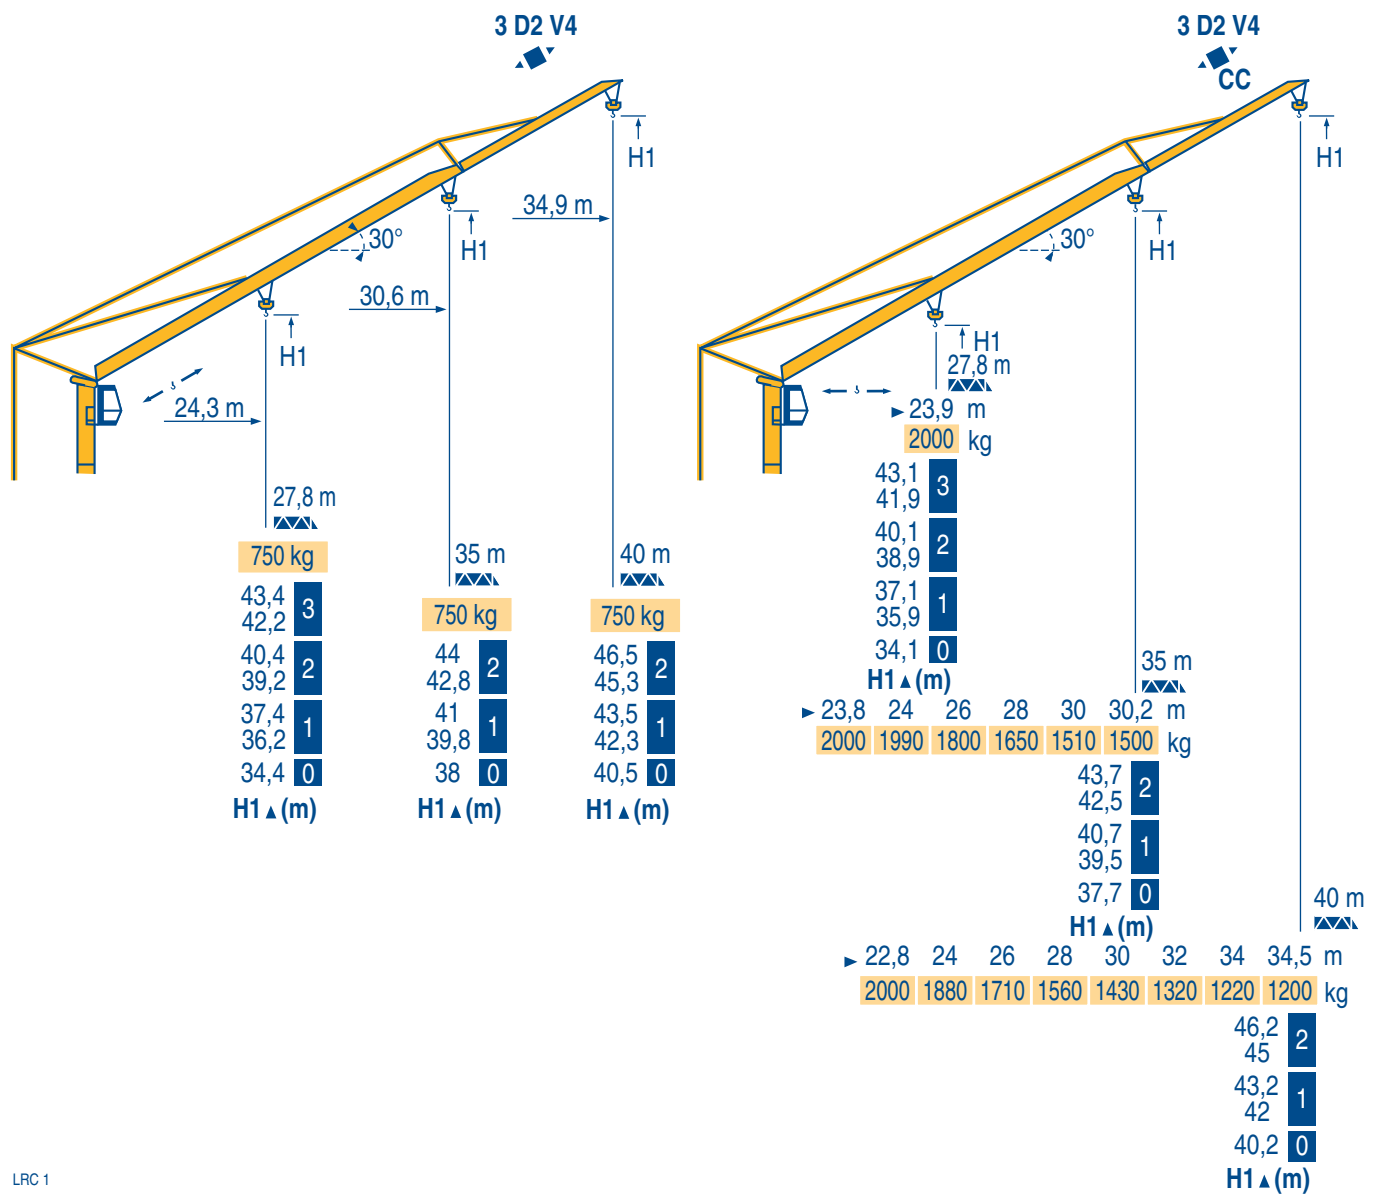 3 D2 V4
H1
34,9 m
30°
H1
30,6 m
H1
24,3 m
27,8 m
750 kg
43,4
42,2
3
40,4
39,2
2
37,4
36,2
1
34,4 0
H1▲(m)
35 m
750 kg
44
42,8
2
41
39,8
1
38 0
H1▲(m)
40 m
750 kg
46,5
45,3
2
43,5
42,3
1
40,5 0
H1▲(m)
3 D2 V4
CC
H1
30°
H1
H1
27,8 m
► 23,9 m
2000 kg
43,1
41,9
3
40,1
38,9
2
37,1
35,9
1
34,1 0
H1▲(m)
35 m
► 23,8 24 26 28 30 30,2 m
2000 1990 1800 1650 1510 1500 kg
43,7
42,5
2
40,7
39,5
1
37,7 0
H1▲(m)
40 m
► 22,8 24 26 28 30 32 34 34,5 m
2000 1880 1710 1560 1430 1320 1220 1200 kg
46,2
45
2
43,2
42
1
40,2 0
H1▲(m)
LRC 1